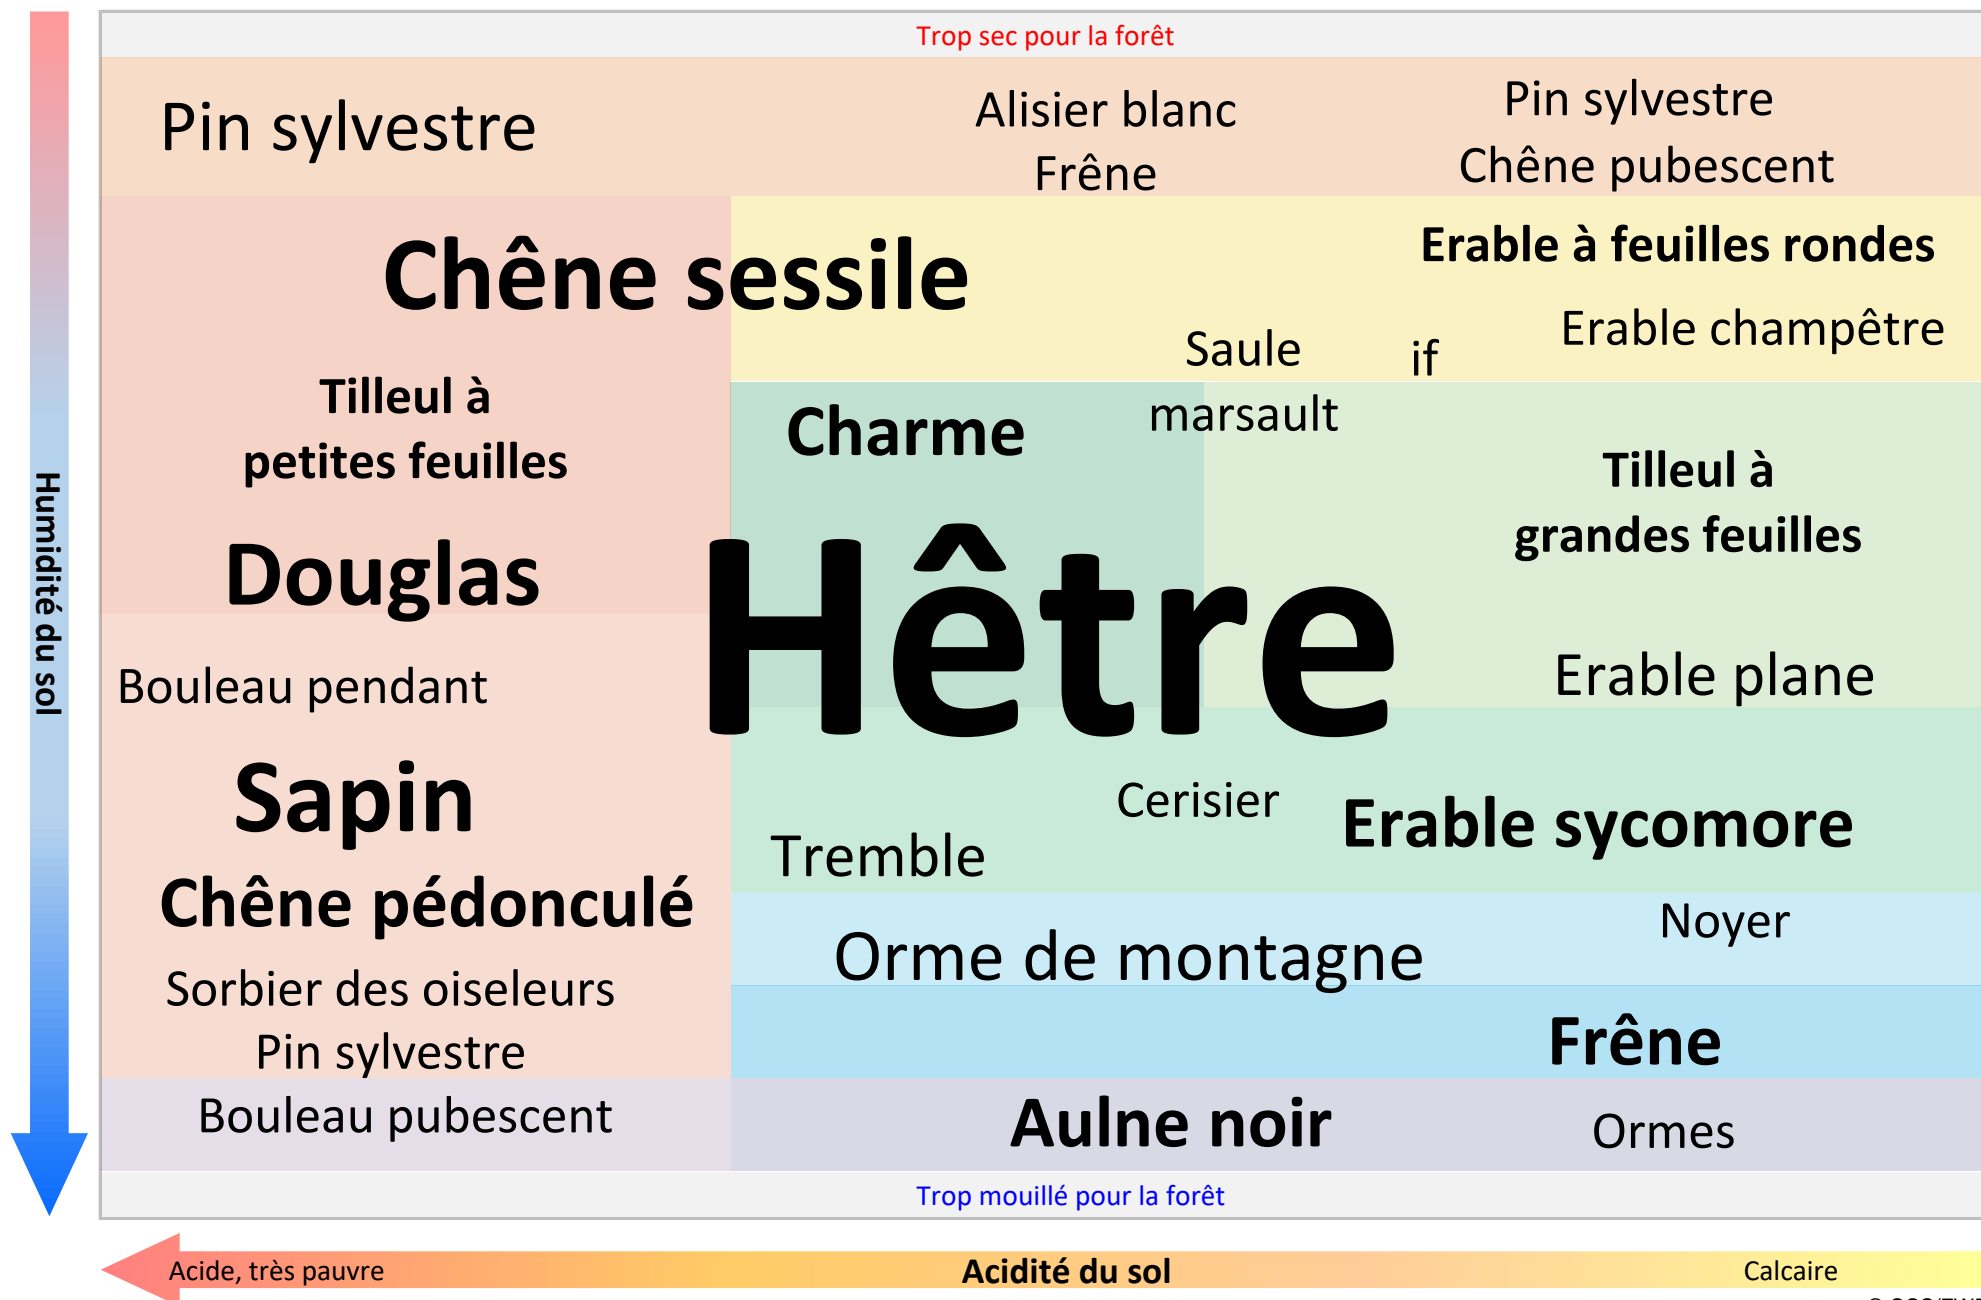 Trop sec pour la forêt
Pin sylvestre
Alisier blanc
Frêne
Pin sylvestre
Chêne pubescent
Chêne sessile
Erable à feuilles rondes
Erable champêtre
Saule
marsault
if
Tilleul à
petites feuilles
Charme
Tilleul à
grandes feuilles
Humidité du sol
Douglas
Hêtre
Bouleau pendant
Erable plane
Sapin
Cerisier
Tremble
Erable sycomore
Chêne pédonculé
Orme de montagne
Noyer
Sorbier des oiseleurs
Pin sylvestre
Frêne
Bouleau pubescent
Aulne noir
Ormes
Trop mouillé pour la forêt
Acide, très pauvre
Acidité du sol
Calcaire